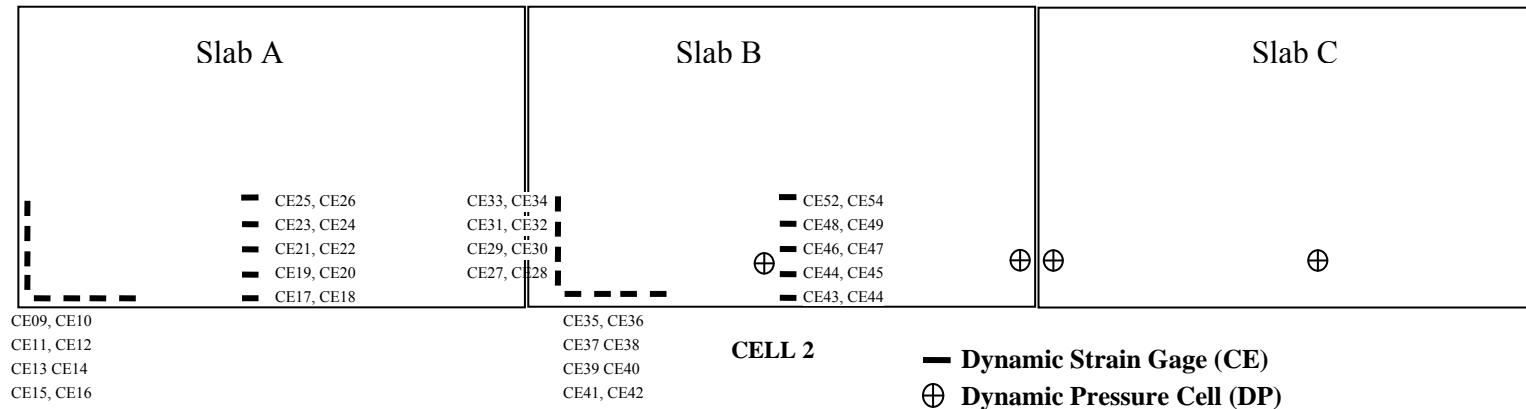 Slab A
Slab B
Slab C
CE25, CE26
CE23, CE24
CE21, CE22
CE19, CE20
CE17, CE18
CE33, CE34
CE31, CE32
CE29, CE30
CE27, CE28
CE52, CE54
CE48, CE49
CE46, CE47
CE44, CE45
CE43, CE44
CE09, CE10
CE11, CE12
CE13 CE14
CE15, CE16
CE35, CE36
CE37 CE38
CE39 CE40
CE41, CE42
CELL 2
Dynamic Strain Gage (CE)
Dynamic Pressure Cell (DP)